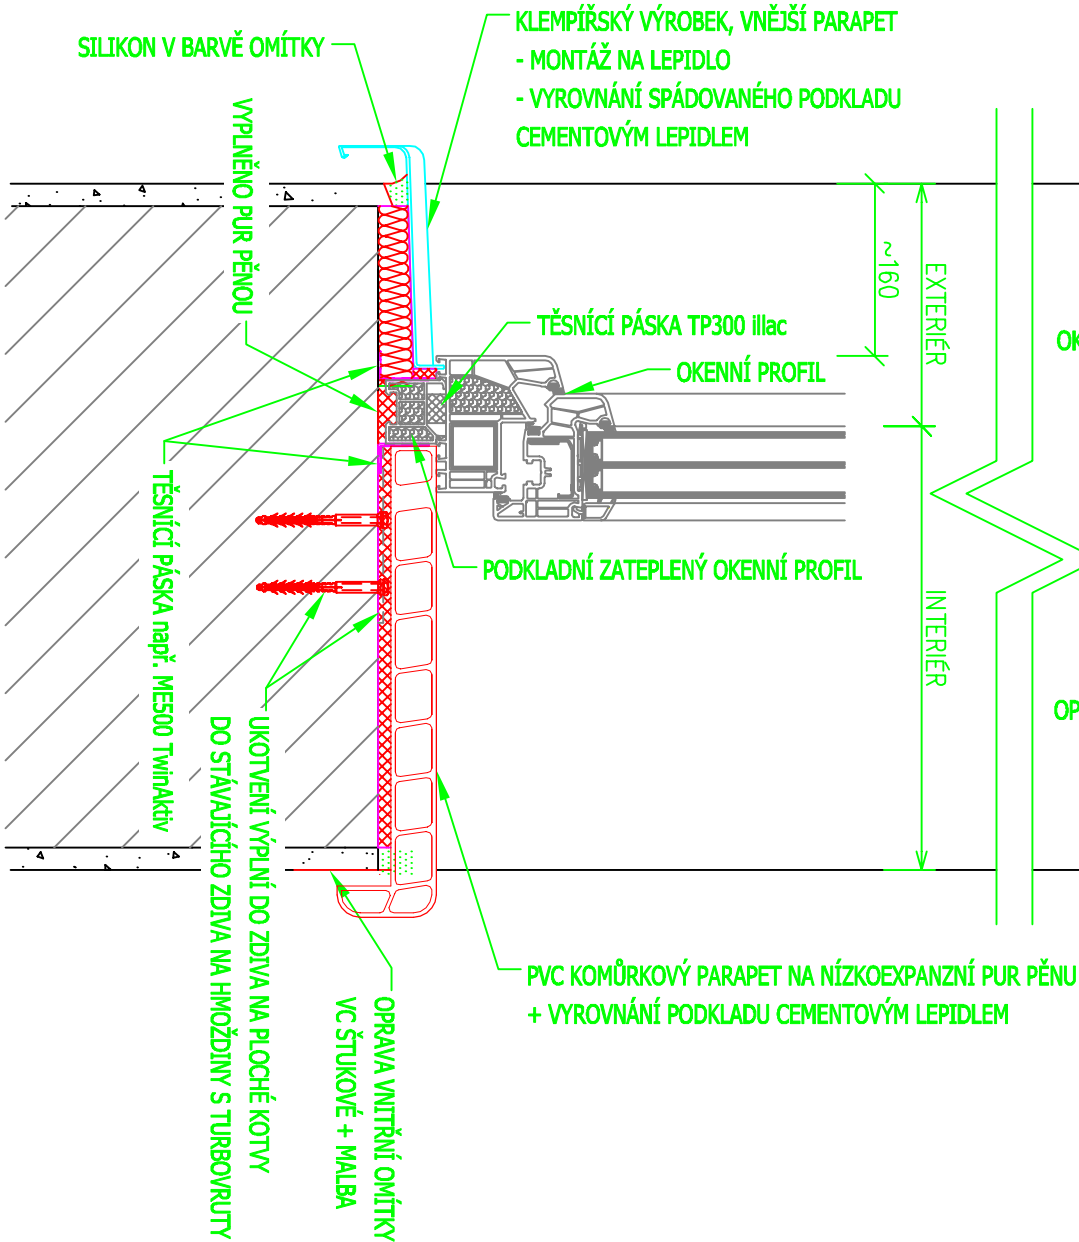 KLEMPÍŘSKÝ VÝROBEK, VNĚJŠÍ PARAPET
- MONTÁŽ NA LEPIDLO
- VYROVNÁNÍ SPÁDOVANÉHO PODKLADU
CEMENTOVÝM LEPIDLEM
SILIKON V BARVĚ OMÍTKY
VYPLNĚNO PUR PĚNOU
~160
EXTERIÉR
TĚSNÍCÍ PÁSKA TP300 illac
OKENNÍ PROFIL
OK
TĚSNÍCÍ PÁSKA např. ME500 TwinAktiv
PODKLADNÍ ZATEPLENÝ OKENNÍ PROFIL
INTERIÉR
OP
UKOTVENÍ VÝPLNÍ DO ZDIVA NA PLOCHÉ KOTVY
DO STÁVAJÍCÍHO ZDIVA NA HMOŽDINY S TURBOVRUTY
PVC KOMŮRKOVÝ PARAPET NA NÍZKOEXPANZNÍ PUR PĚNU
+ VYROVNÁNÍ PODKLADU CEMENTOVÝM LEPIDLEM
OPRAVA VNITŘNÍ OMÍTKY
VC ŠTUKOVÉ + MALBA